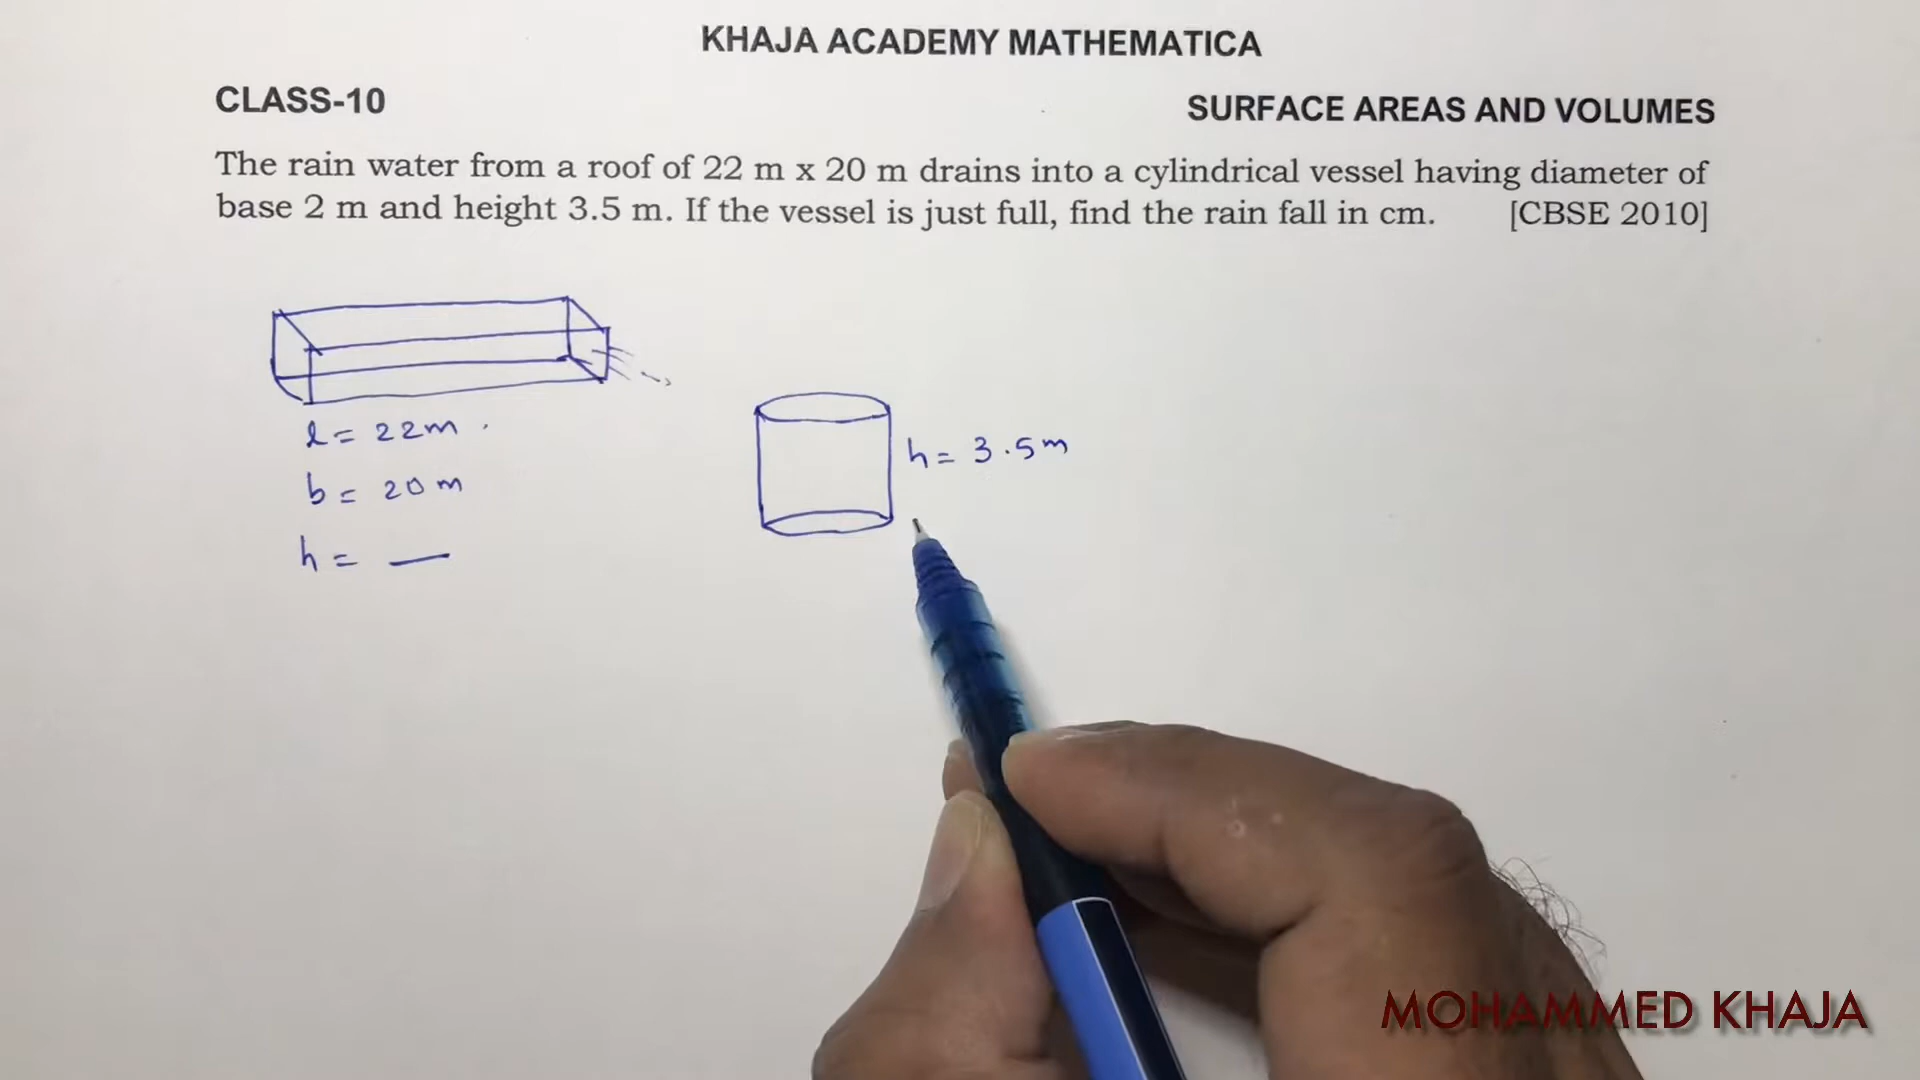 KHAJA ACADEMY MATHEMATICA
CLASS-10
SURFACE AREAS AND VOLUMES
The rain water from a roof of 22 m x 20 m drains into a cylindrical vessel having diameter of
base 2 m and height 3.5 m. If the vessel is just full, find the rain fall in cm. [CBSE 2010]
l = 22m
b = 20 m
h =
h = 3.5 m
MOHAMMED KHAJA